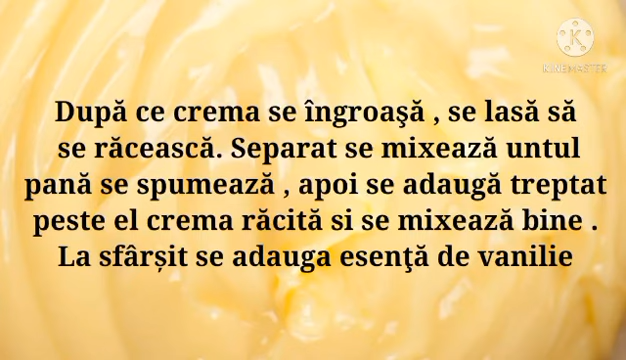 KINEMASTER
După ce crema se îngroaşă , se lasă să
se răcească. Separat se mixează untul
pană se spumează , apoi se adaugă treptat
peste el crema răcită si se mixează bine .
La sfârșit se adauga esenţă de vanilie